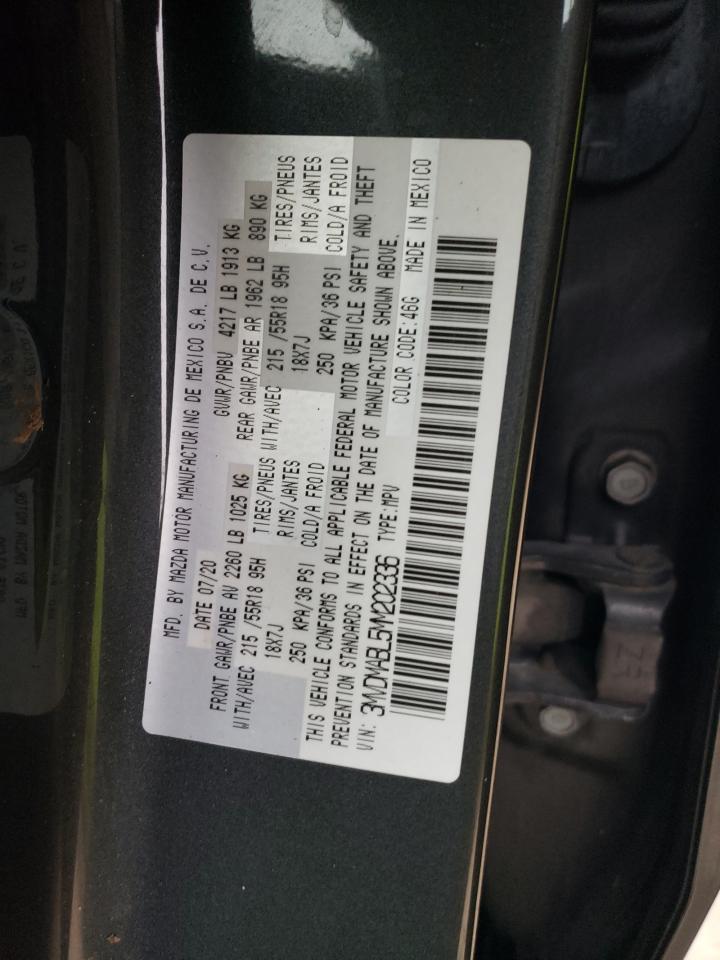 MFD. BY MAZDA MOTOR MANUFACTURING DE MEXICO S.A. DE C.V.
DATE 07/20 GVWR/PNBV 4217 LB 1913 KG
FRONT GAWR/PNBE AV 2260 LB 1025 KG REAR GAWR/PNBE AR 1962 LB 890 KG
WITH/AVEC 215 /55R18 95H TIRES/PNEUS WITH/AVEC 215 /55R18 95H TIRES/PNEUS
18X7J RIMS/JANTES 18X7J RIMS/JANTES
250 KPA/36 PSI COLD/A FROID 250 KPA/36 PSI COLD/A FROID
THIS VEHICLE CONFORMS TO ALL APPLICABLE FEDERAL MOTOR VEHICLE SAFETY AND THEFT
PREVENTION STANDARDS IN EFFECT ON THE DATE OF MANUFACTURE SHOWN ABOVE.
VIN: 3MVDMABL5MM202336 TYPE:MPV COLOR CODE:46G MADE IN MEXICO